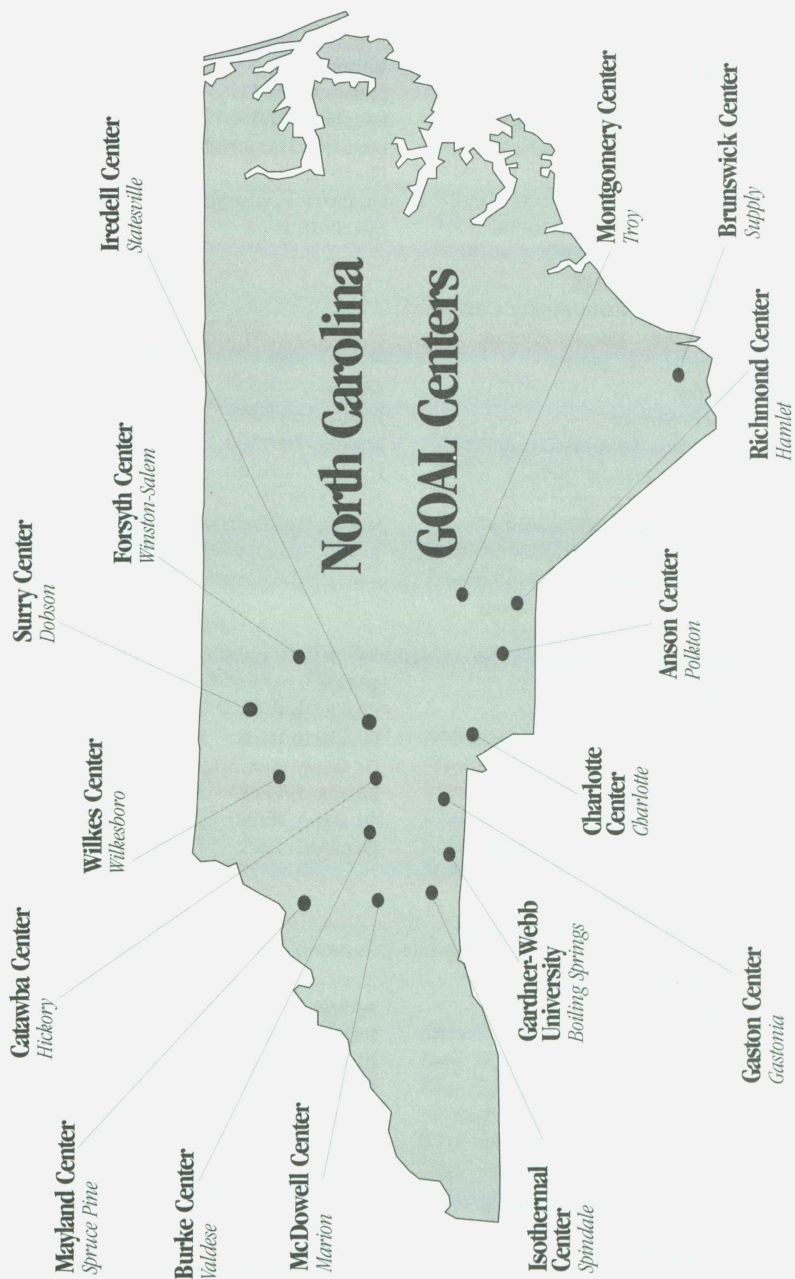 North Carolina
GOAL Centers
Mayland Center
Spruce Pine
Catawba Center
Hickory
Wilkes Center
Wilkesboro
Surry Center
Dobson
Forsyth Center
Winston-Salem
Iredell Center
Statesville
Burke Center
Valdese
McDowell Center
Marion
Isothermal
Center
Spindale
Gardner-Webb
University
Boiling Springs
Gaston Center
Gastonia
Charlotte
Center
Charlotte
Anson Center
Polkton
Richmond Center
Hamlet
Montgomery Center
Troy
Brunswick Center
Supply